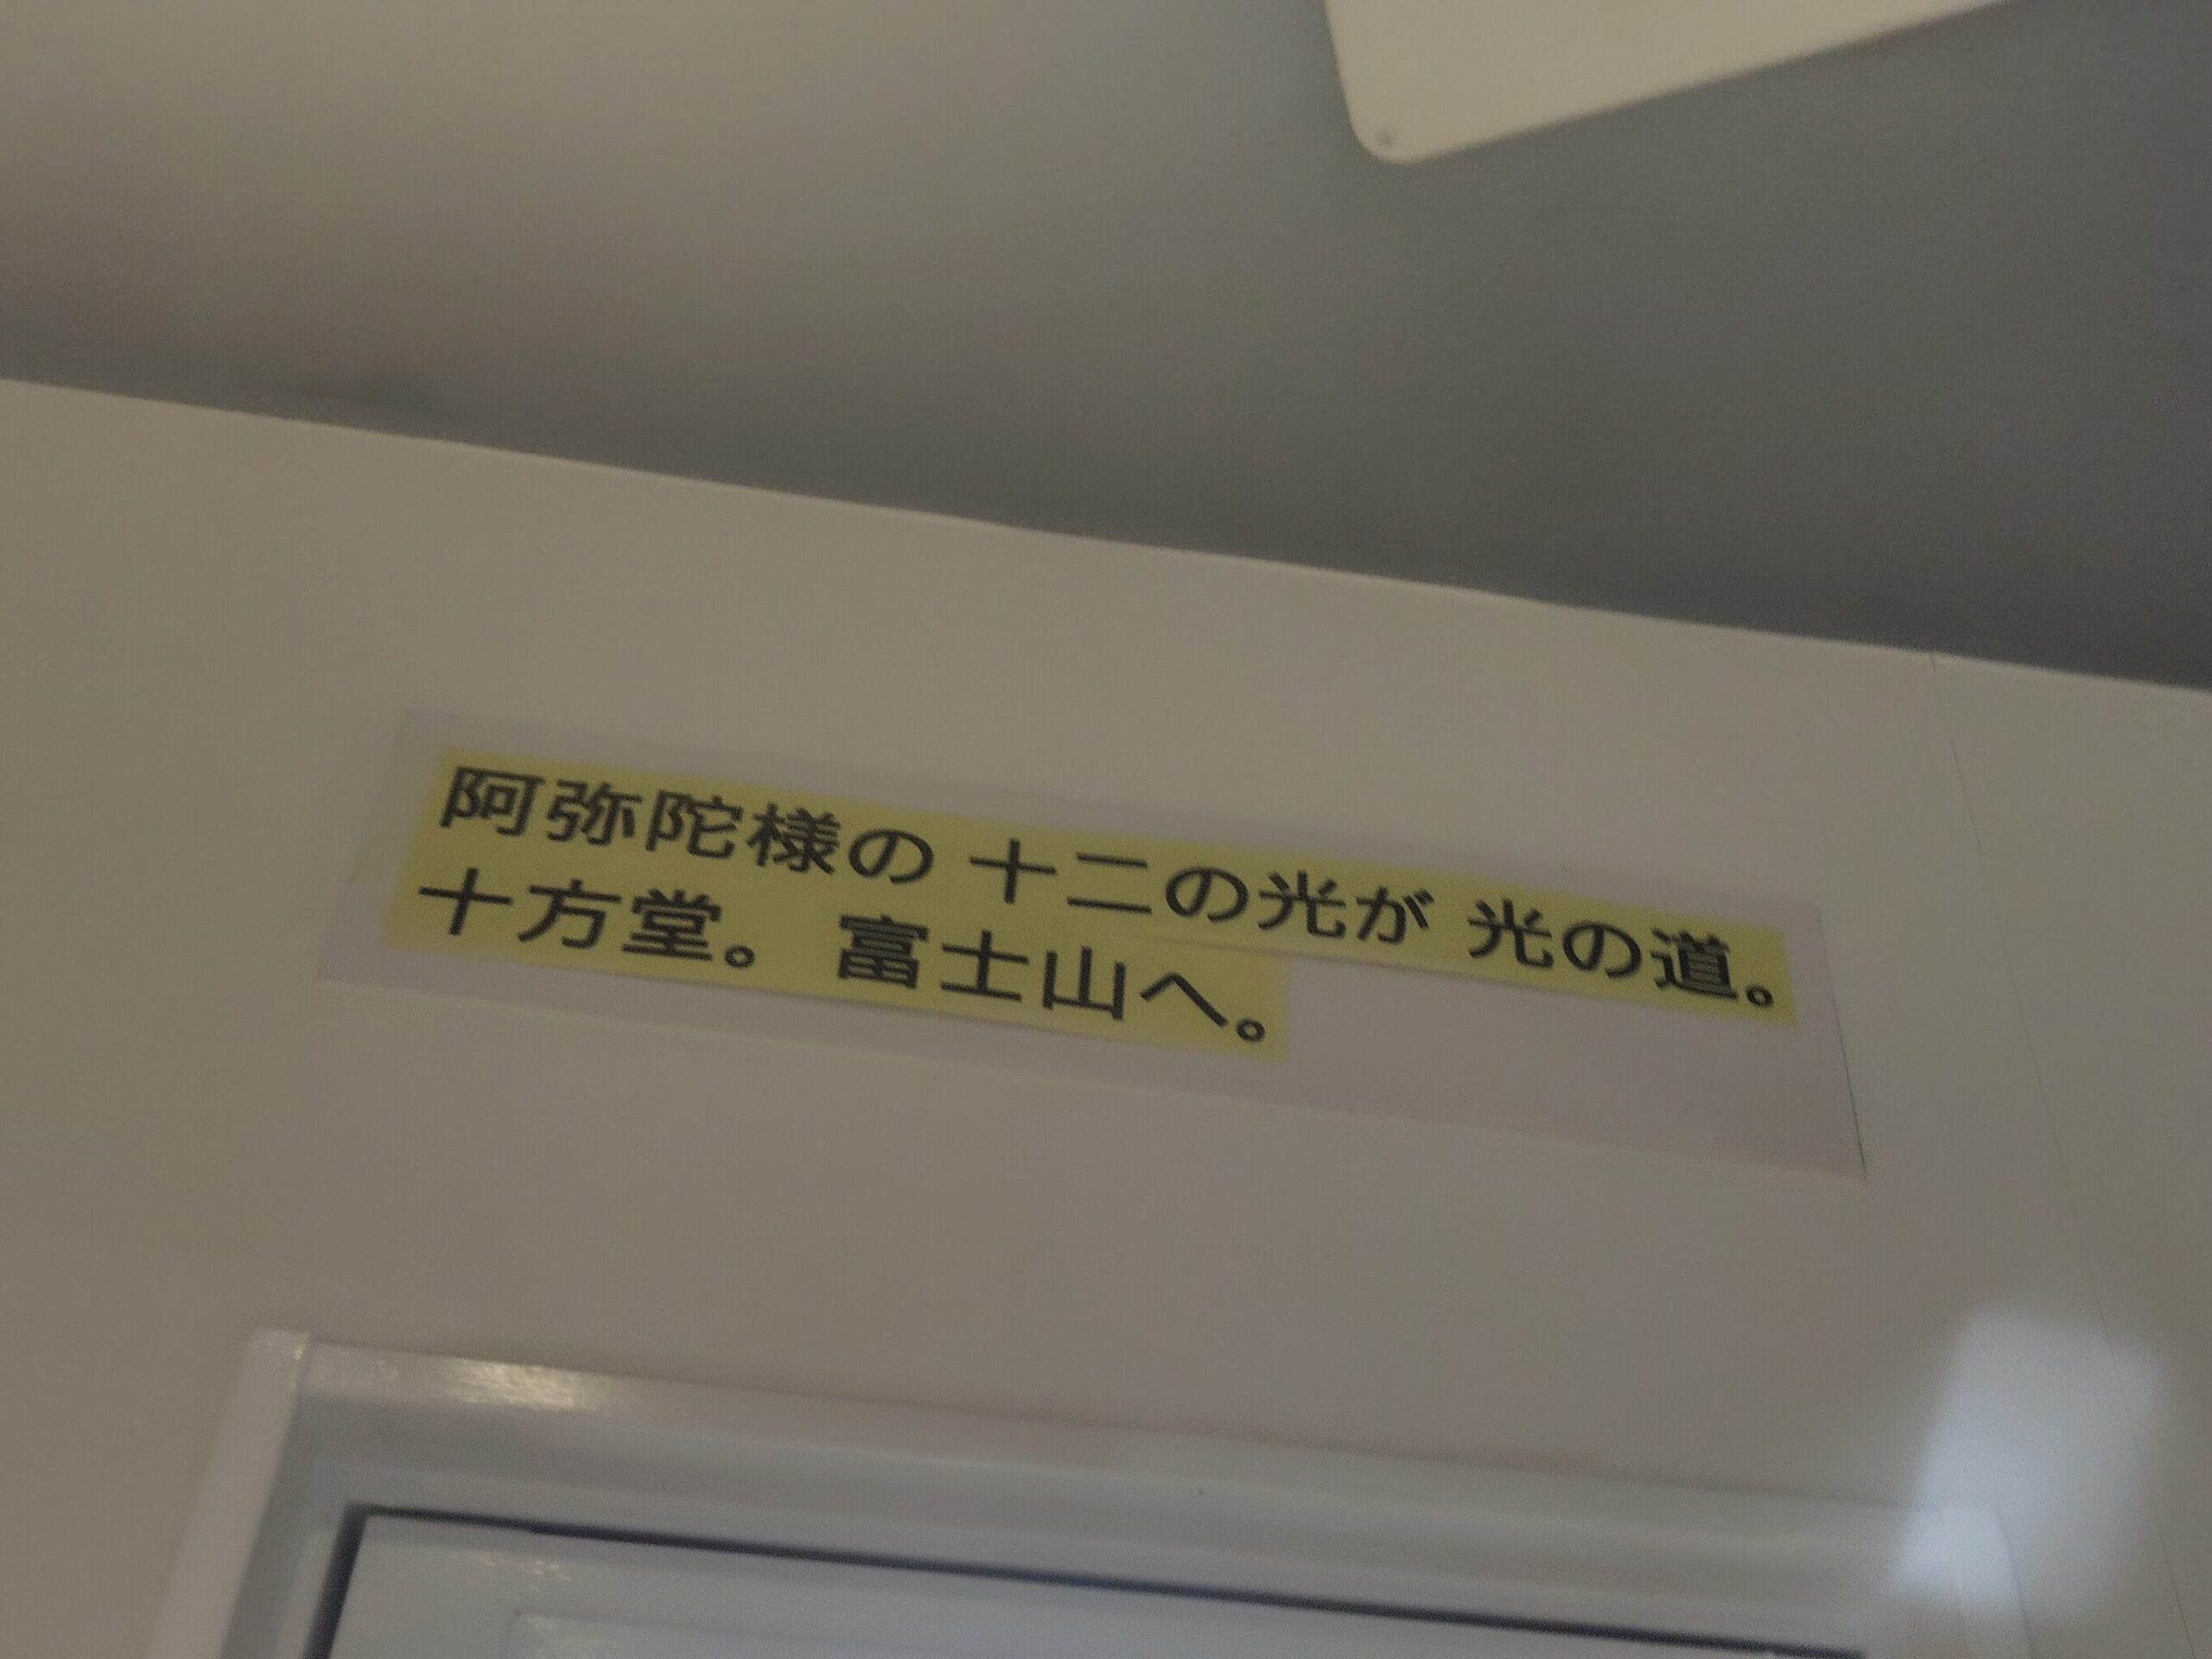 阿弥陀様の 十二の光が 光の道。
十方堂。 富士山へ。